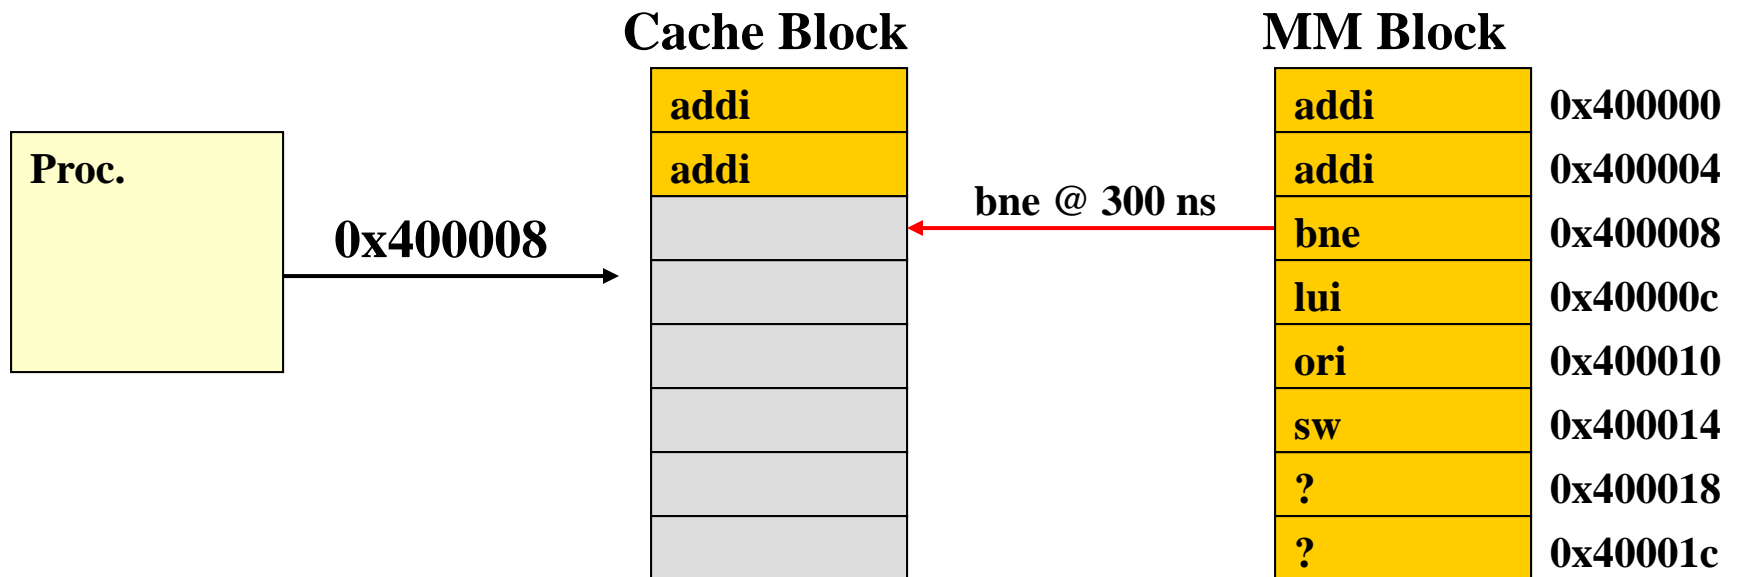 Cache Block MM Block
addi addi 0x400000
Proc. addi addi 0x400004
0x400008 bne @ 300 ns bne 0x400008
lui 0x40000c
ori 0x400010
sw 0x400014
? 0x400018
? 0x40001c